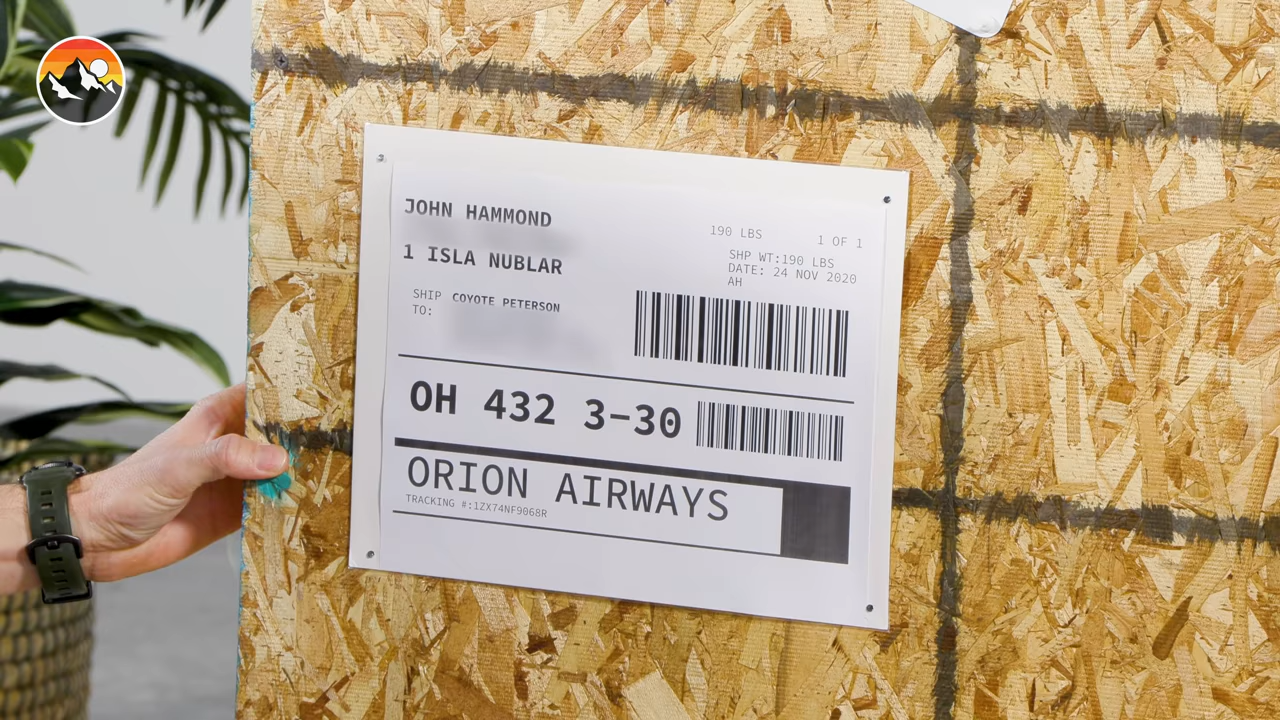 JOHN HAMMOND
1 ISLA NUBLAR
SHIP TO: COYOTE PETERSON
190 LBS 1 OF 1
SHP WT:190 LBS
DATE: 24 NOV 2020
AH
OH 432 3-30
ORION AIRWAYS
TRACKING #:1ZX74NF9068R